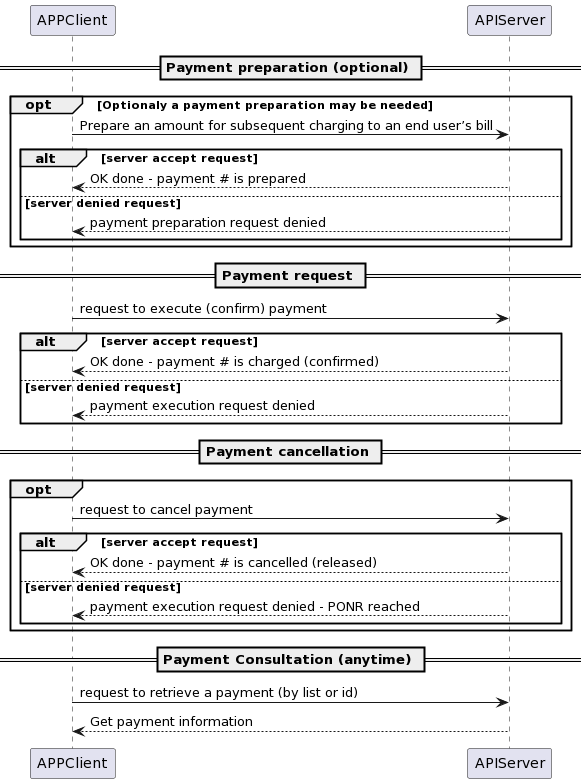 APPClient APIServer
Payment preparation (optional)
opt [Optionaly a payment preparation may be needed]
Prepare an amount for subsequent charging to an end user’s bill
alt [server accept request]
OK done - payment # is prepared
[server denied request]
payment preparation request denied
Payment request
request to execute (confirm) payment
alt [server accept request]
OK done - payment # is charged (confirmed)
[server denied request]
payment execution request denied
Payment cancellation
opt
request to cancel payment
alt [server accept request]
OK done - payment # is cancelled (released)
[server denied request]
payment execution request denied - PONR reached
Payment Consultation (anytime)
request to retrieve a payment (by list or id)
Get payment information
APPClient APIServer